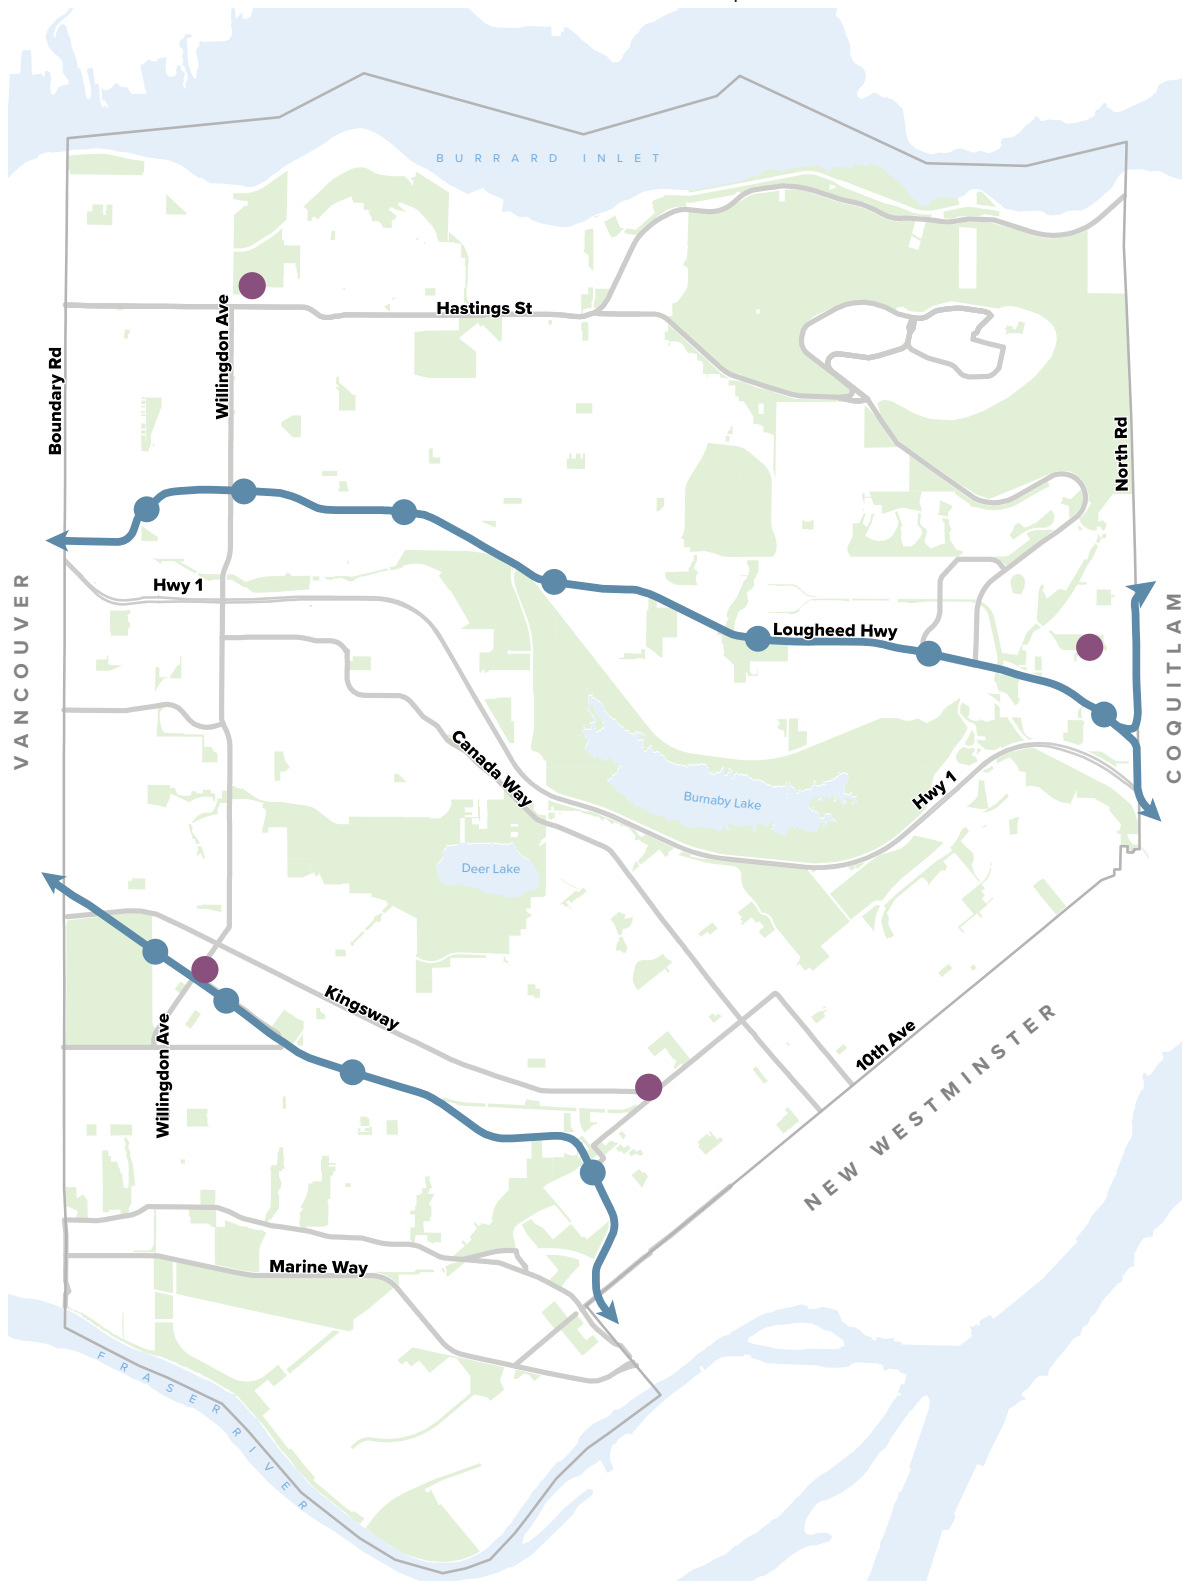 BURRARD INLET
Hastings St
Willingdon Ave
Boundary Rd
North Rd
Hwy 1
VANCOUVER
COQUITLAM
Lougheed Hwy
Canada Way
Burnaby Lake
Hwy 1
Deer Lake
Kingsway
Willingdon Ave
10th Ave
NEW WESTMINSTER
Marine Way
FRASER RIVER